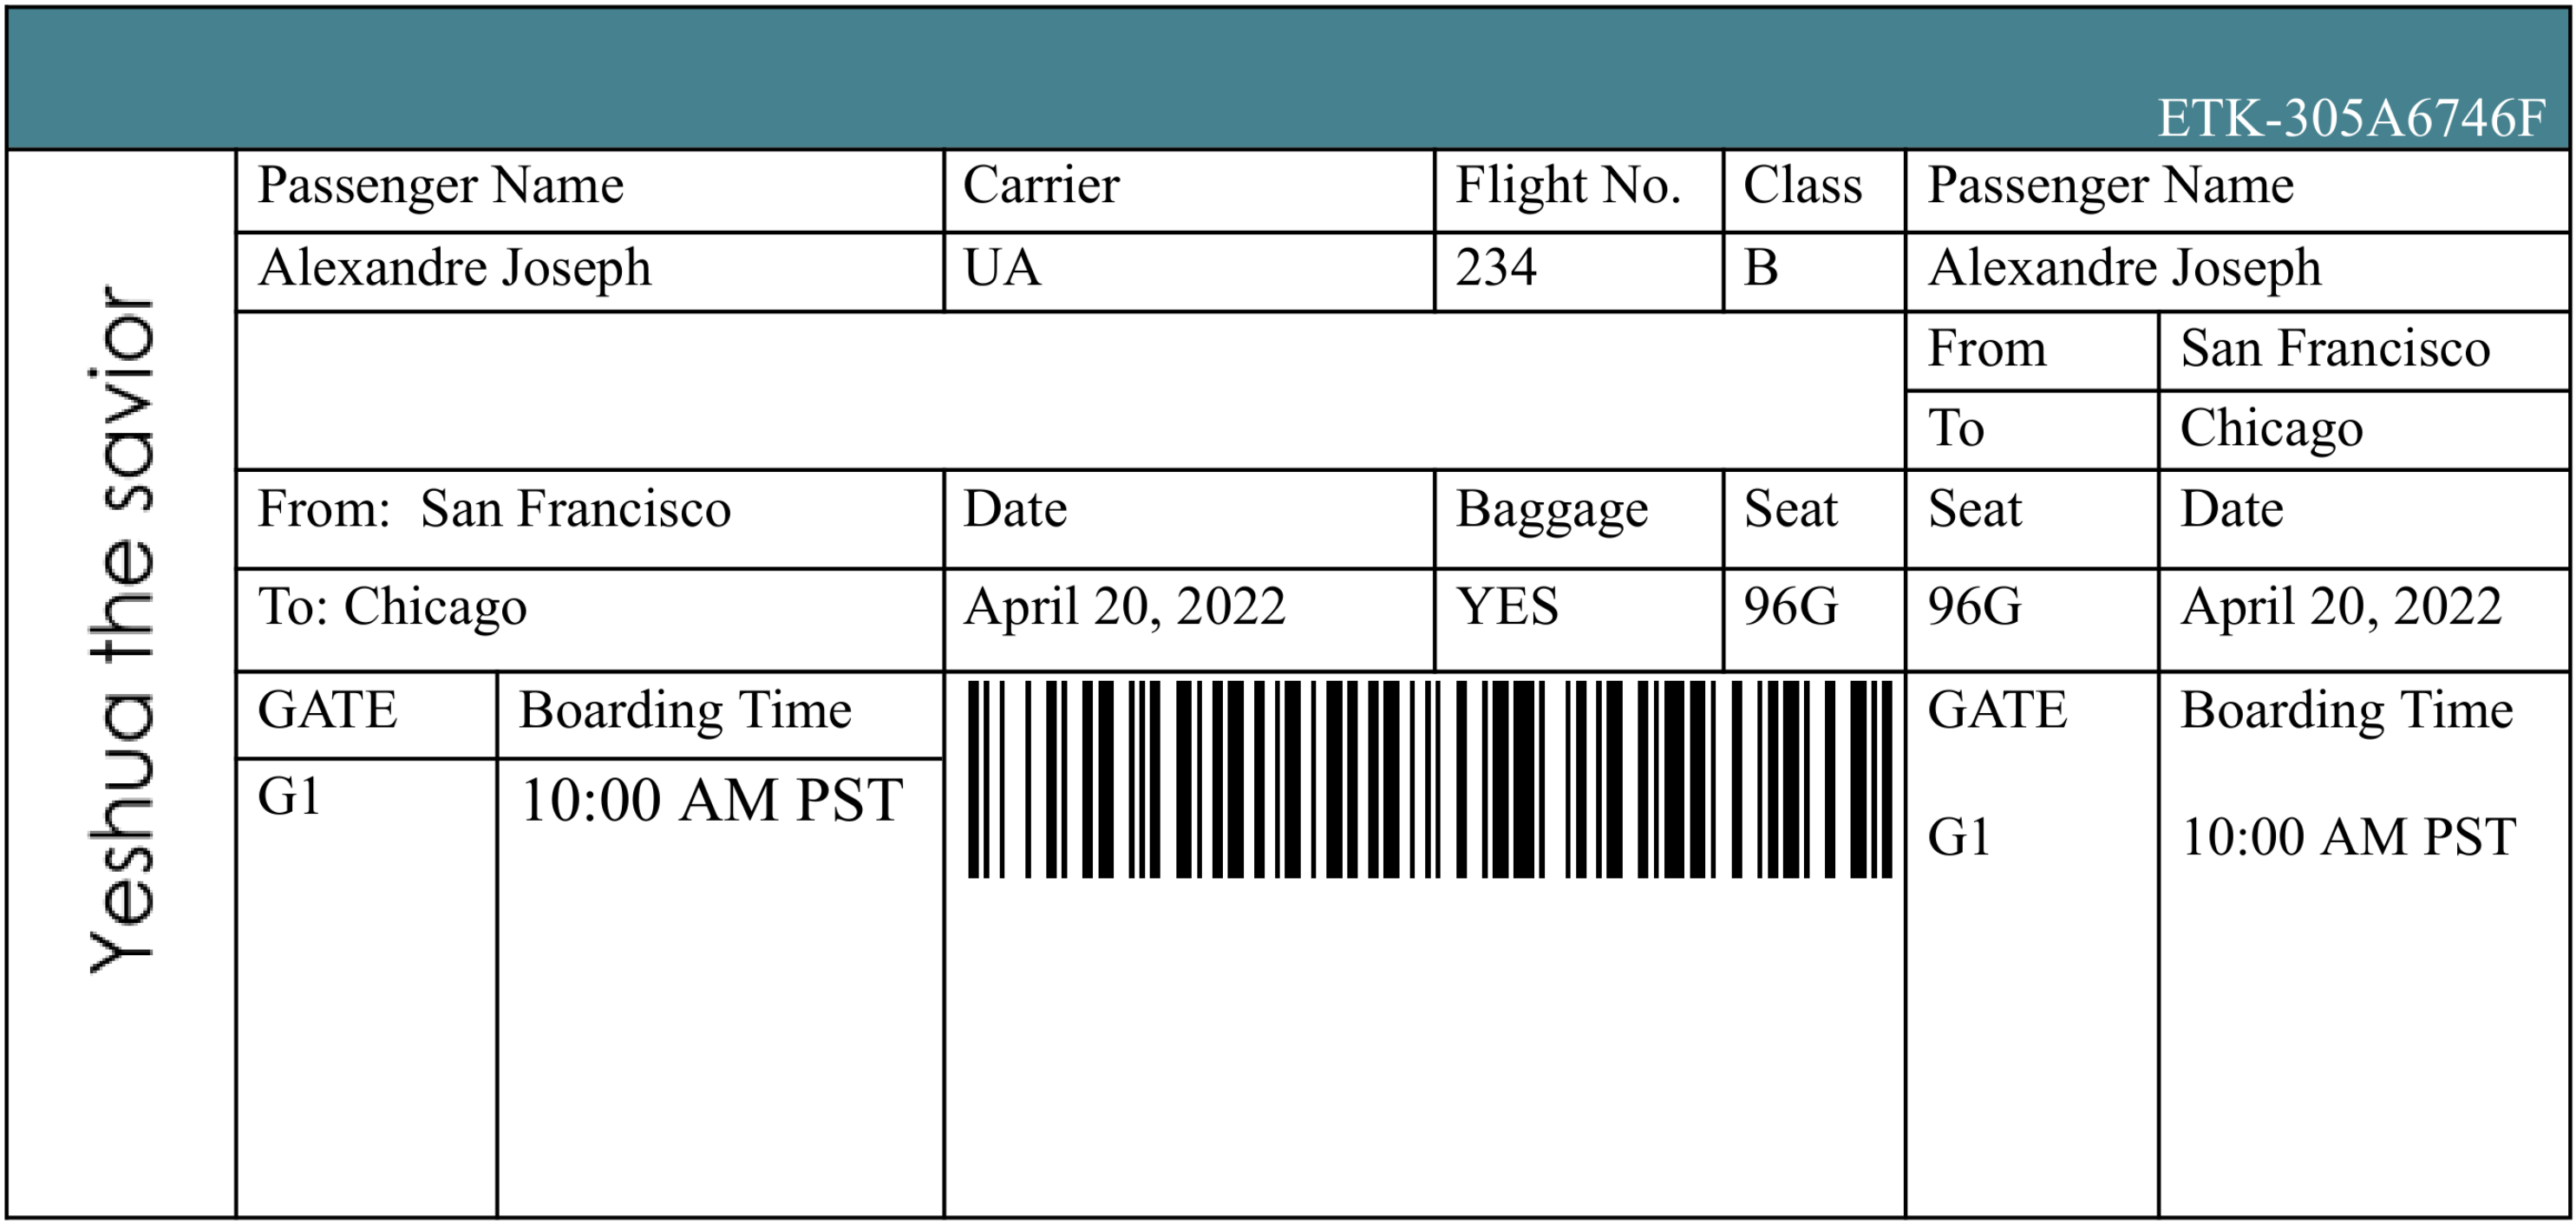 ETK-305A6746F
Yeshua the savior
Passenger Name
Carrier
Flight No.
Class
Passenger Name
Alexandre Joseph
UA
234
B
Alexandre Joseph
From
San Francisco
To
Chicago
From:  San Francisco
Date
Baggage
Seat
Seat
Date
To: Chicago
April 20, 2022
YES
96G
96G
April 20, 2022
GATE
Boarding Time
GATE
Boarding Time
G1
10:00 AM PST
G1
10:00 AM PST